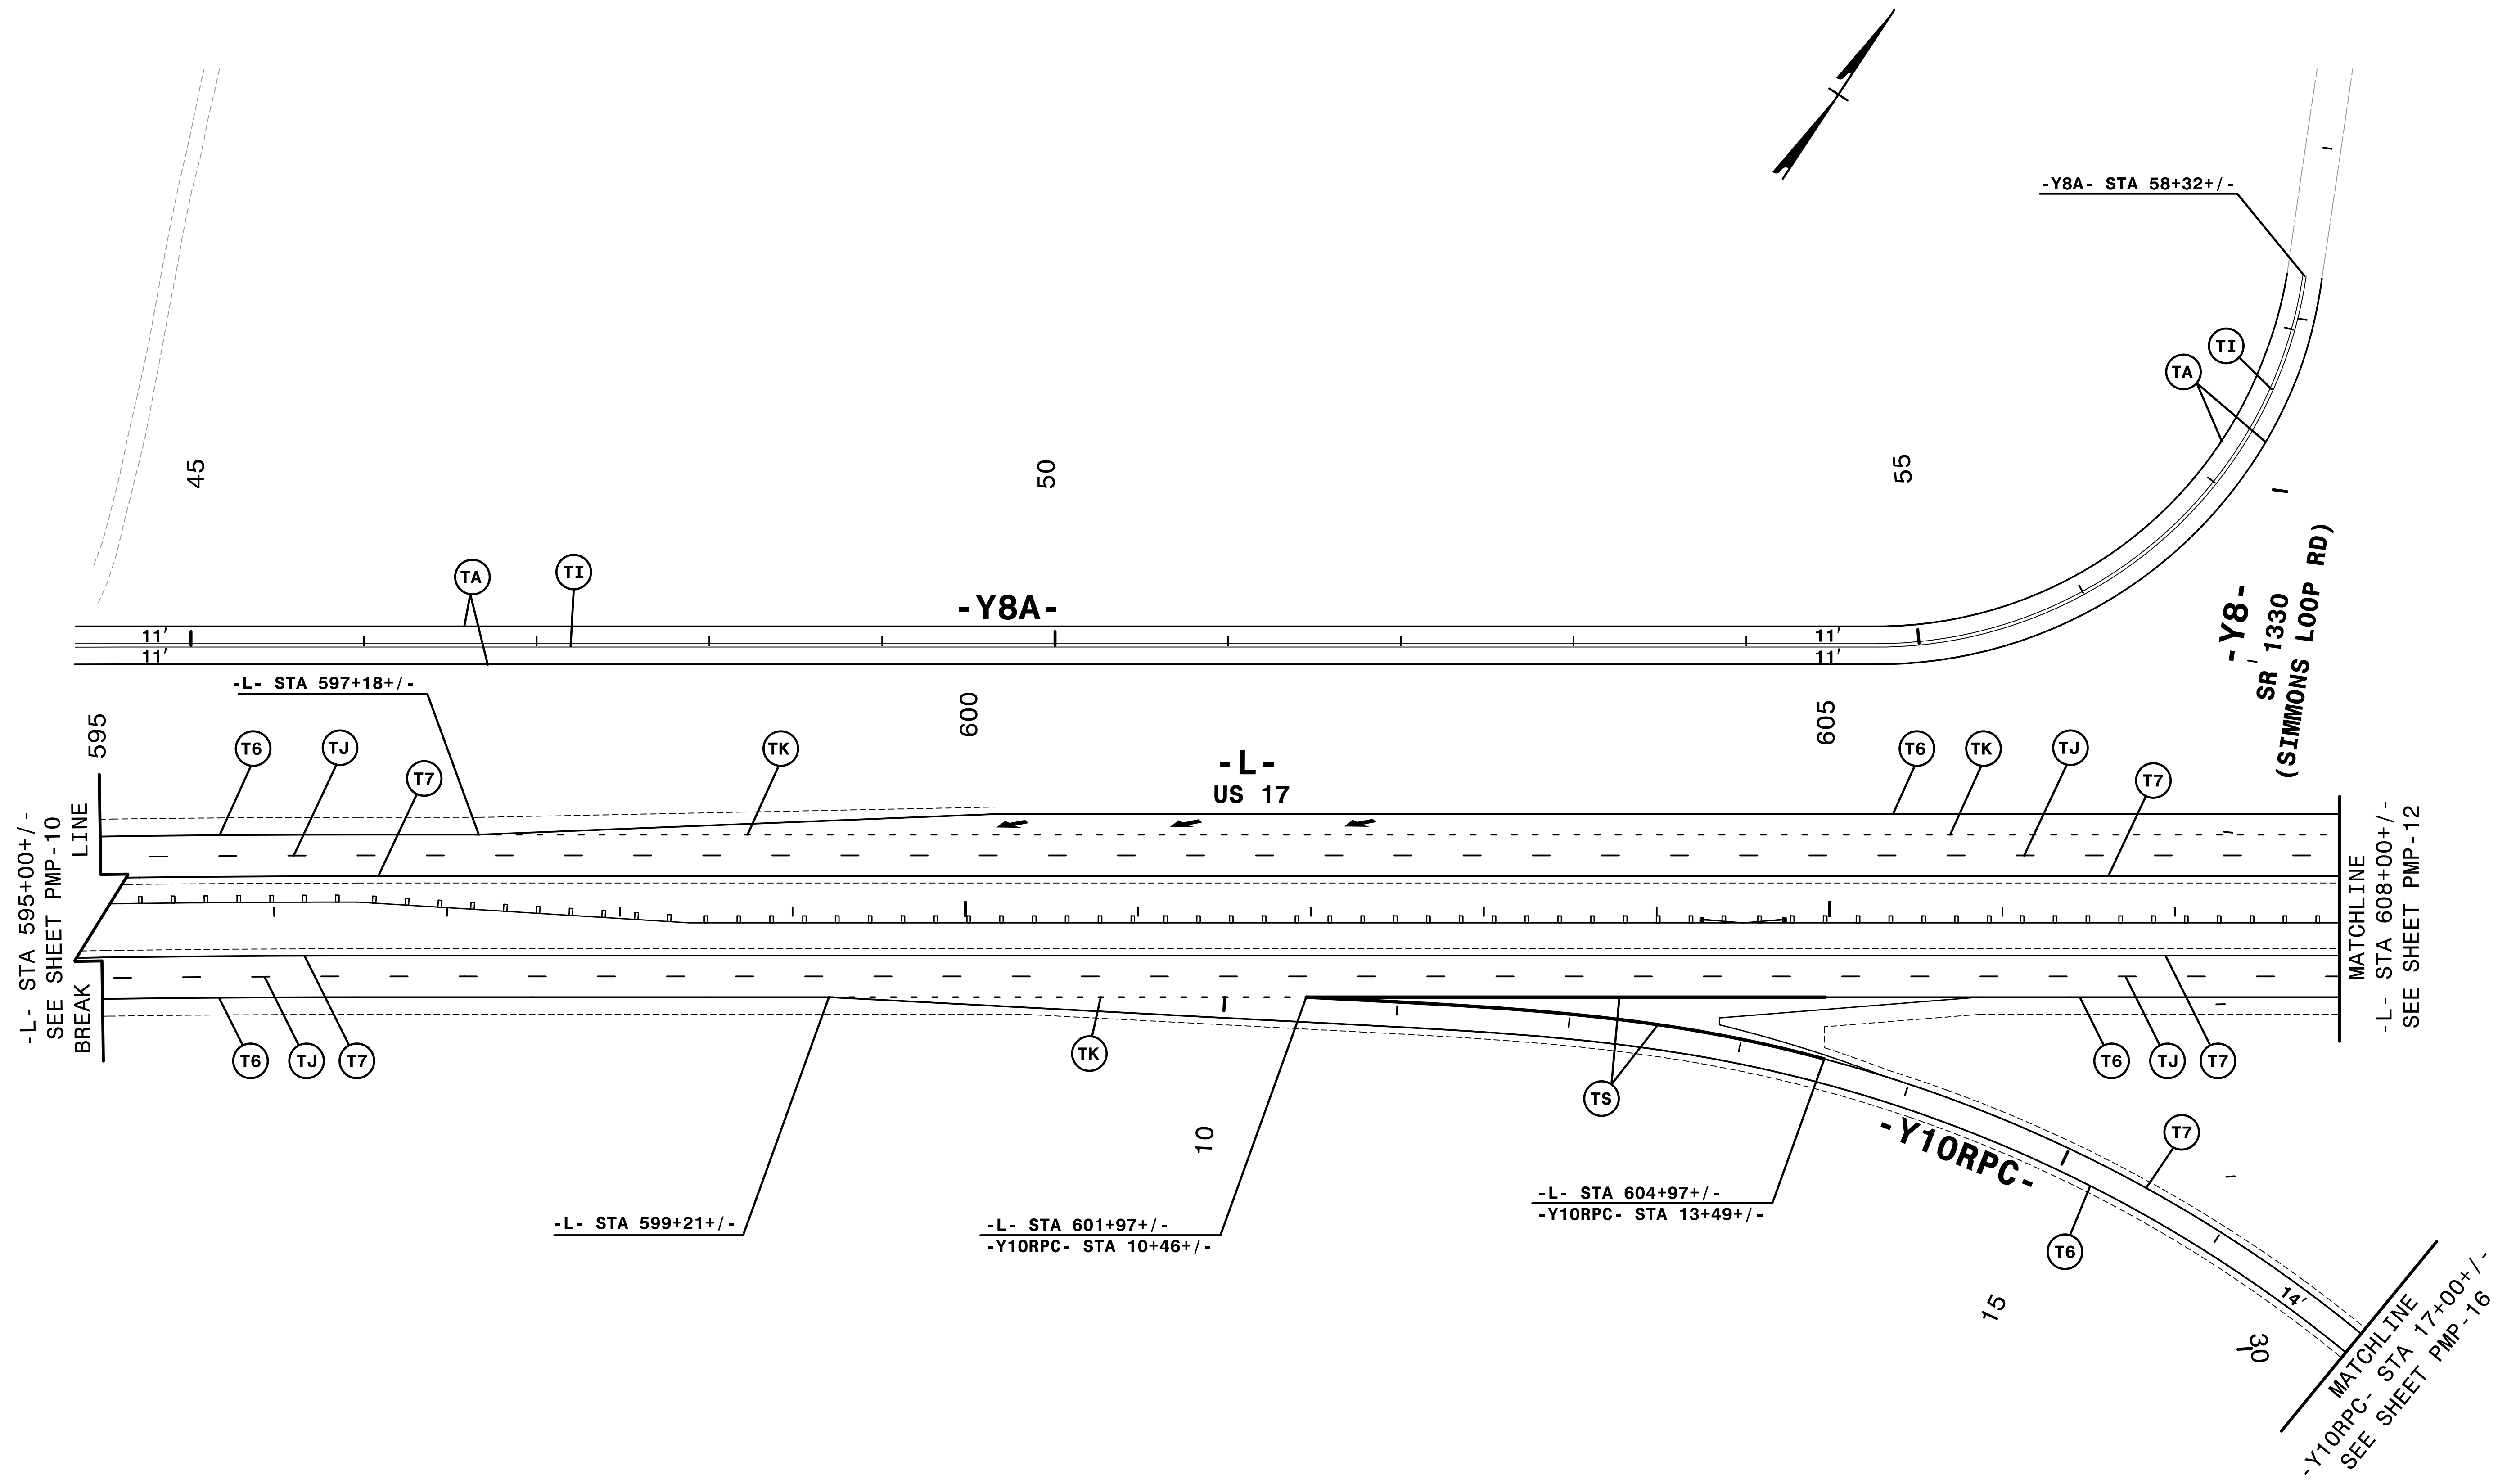 -Y8A- STA 58+32+/-
TI
TA
45
50
55
TA
TI
-Y8A-
11'
11'
11'
11'
-Y8-
SR 1330
(SIMMONS LOOP RD)
-L- STA 597+18+/-
595
600
605
T6
TJ
T7
TK
-L-
US 17
T6
TK
TJ
T7
-L- STA 595+00+/-
SEE SHEET PMP-10
BREAK LINE
MATCHLINE
-L- STA 608+00+/-
SEE SHEET PMP-12
T6
TJ
T7
TK
TS
T6
TJ
T7
10
-Y10RPC-
T7
T6
-L- STA 599+21+/-
-L- STA 601+97+/-
-Y10RPC- STA 10+46+/-
-L- STA 604+97+/-
-Y10RPC- STA 13+49+/-
15
30
14'
MATCHLINE
-Y10RPC- STA 17+00+/-
SEE SHEET PMP-16